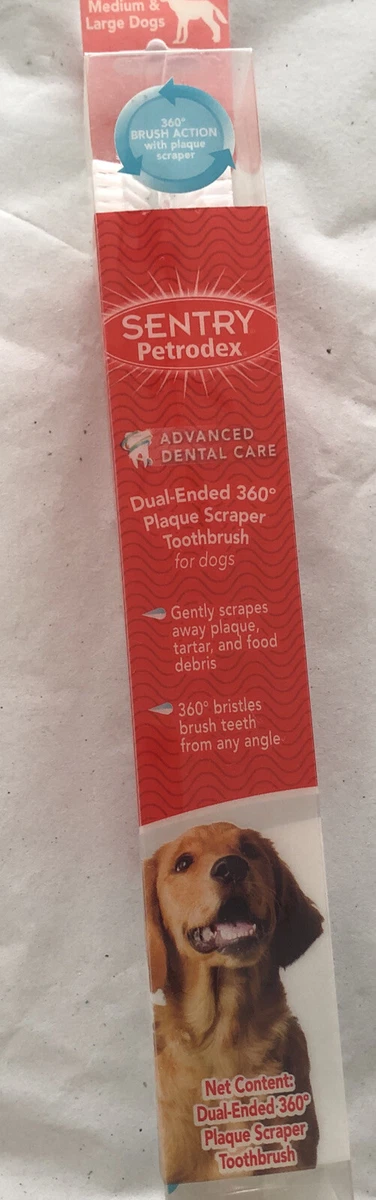 Medium &
Large Dogs
360°
BRUSH ACTION
with plaque
scraper
SENTRY
Petrodex
ADVANCED
DENTAL CARE
Dual-Ended 360°
Plaque Scraper
Toothbrush
for dogs
Gently scrapes
away plaque,
tartar, and food
debris
360° bristles
brush teeth
from any angle
Net Content:
Dual-Ended 360°
Plaque Scraper
Toothbrush